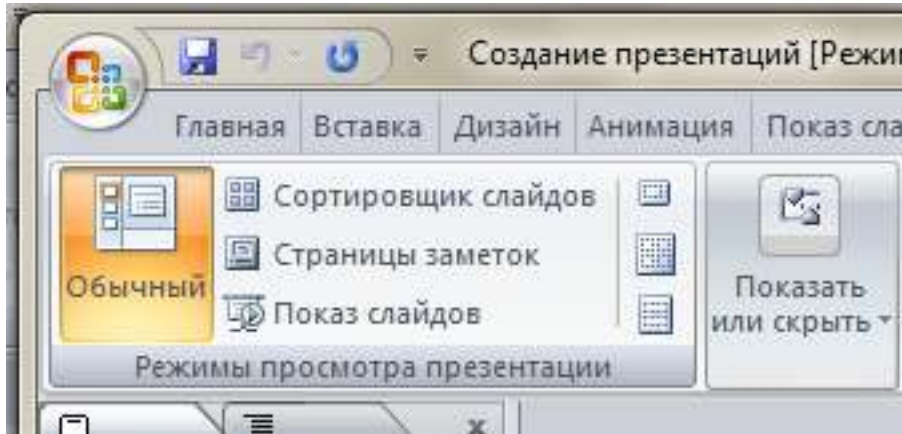 Создание презентаций [Режи
Главная Вставка Дизайн Анимация Показ сла
Обычный
Сортировщик слайдов
Страницы заметок
Показ слайдов
Режимы просмотра презентации
Показать
или скрыть